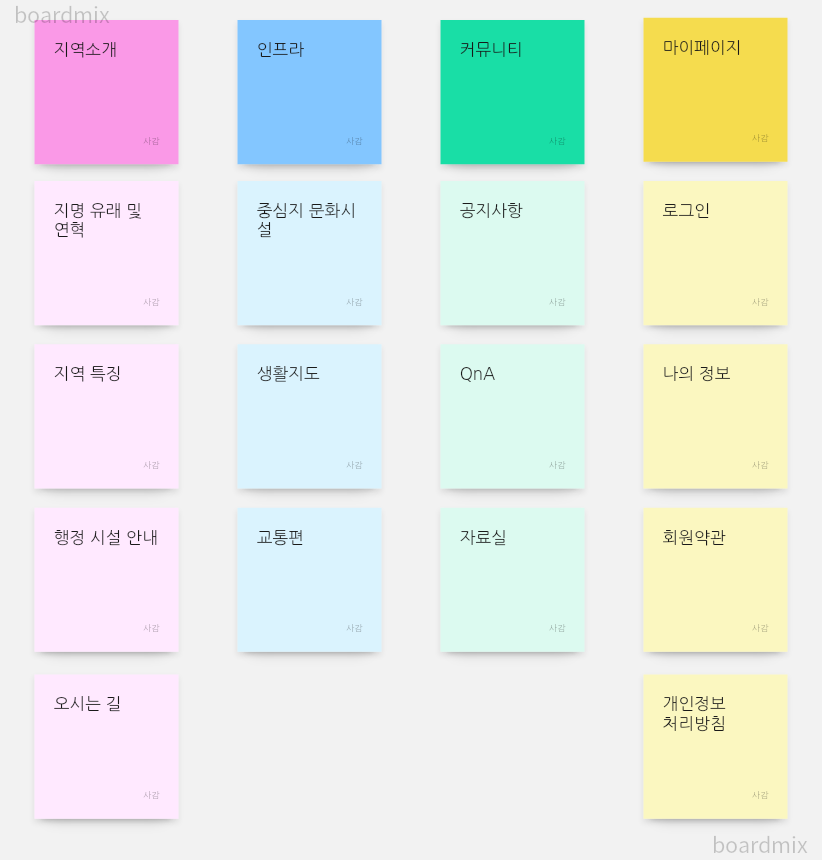 boardmix
지역소개
사감
인프라
사감
커뮤니티
사감
마이페이지
사감
지명 유래 및
연혁
사감
중심지 문화시
설
사감
공지사항
사감
로그인
사감
지역 특징
사감
생활지도
사감
QnA
사감
나의 정보
사감
행정 시설 안내
사감
교통편
사감
자료실
사감
회원약관
사감
오시는 길
사감
개인정보
처리방침
사감
boardmix